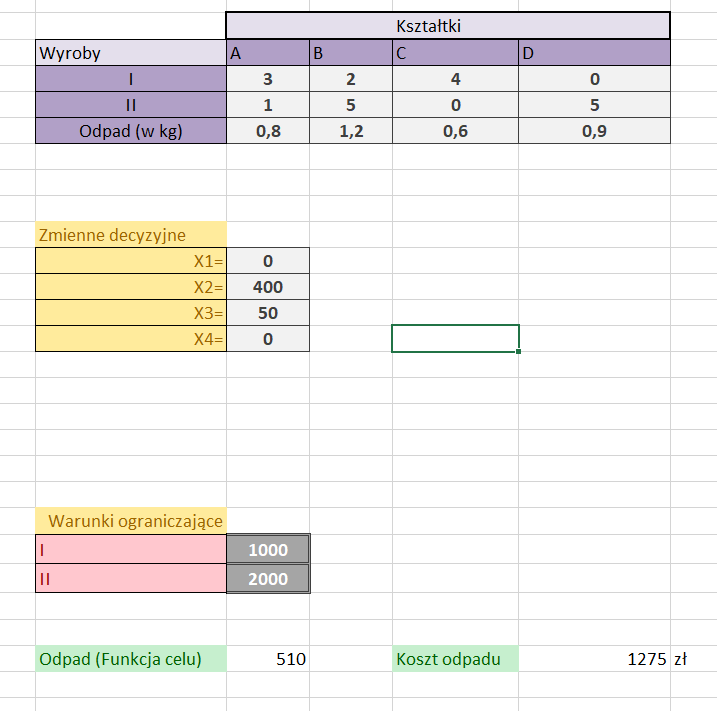 Kształtki
Wyroby A B C D
I 3 2 4 0
II 1 5 0 5
Odpad (w kg) 0,8 1,2 0,6 0,9
Zmienne decyzyjne
X1= 0
X2= 400
X3= 50
X4= 0
Warunki ograniczające
I 1000
II 2000
Odpad (Funkcja celu) 510 Koszt odpadu 1275 zł